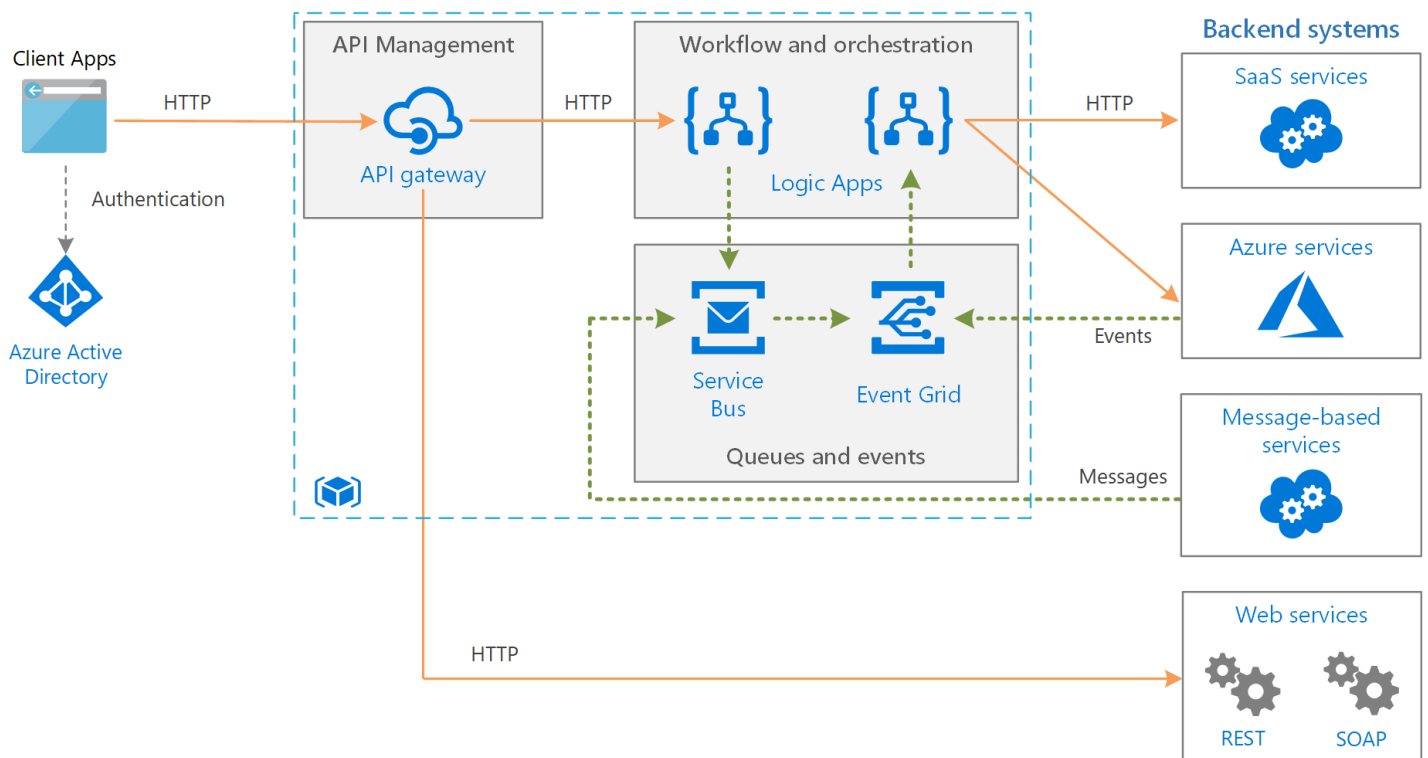 Client Apps
HTTP
Authentication
Azure Active
Directory
API Management
API gateway
HTTP
Workflow and orchestration
Logic Apps
Service
Bus
Event Grid
Queues and events
HTTP
Events
Messages
HTTP
Backend systems
SaaS services
Azure services
Message-based
services
Web services
REST
SOAP